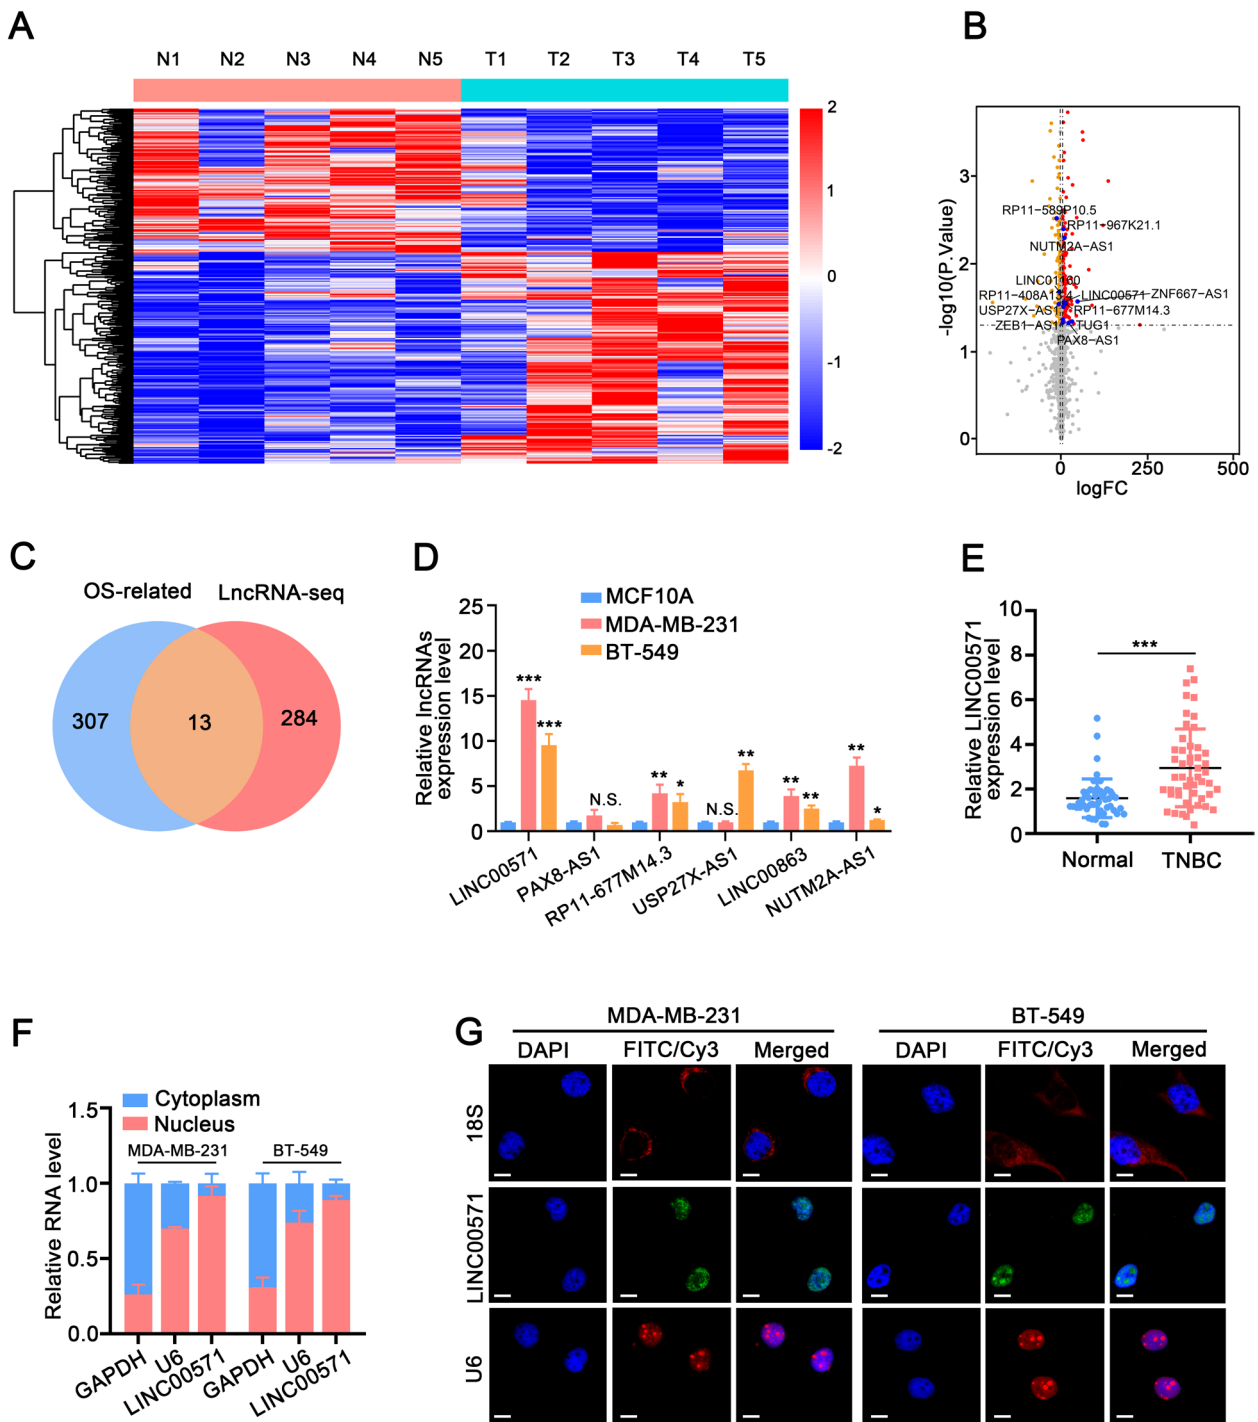 A
N1 N2 N3 N4 N5 T1 T2 T3 T4 T5
2
1
0
-1
-2
B
-log10(P.Value)
3
2
1
0
RP11-589P10.5
RP11-967K21.1
NUTM2A-AS1
LINC01160
RP11-408A13.4 LINC00571 ZNF667-AS1
USP27X-AS1 RP11-677M14.3
ZEB1-AS1 TUG1
PAX8-AS1
0 250 500
logFC
C
OS-related LncRNA-seq
307 13 284
D
Relative lncRNAs
expression level
25
20
15
10
5
0
MCF10A
MDA-MB-231
BT-549
*** *** N.S. ** * N.S. ** ** ** ** *
LINC00571
PAX8-AS1
RP11-677M14.3
USP27X-AS1
LINC00863
NUTM2A-AS1
E
Relative LINC00571
expression level
10
8
6
4
2
0
***
Normal TNBC
F
Relative RNA level
1.5
1.0
0.5
0.0
Cytoplasm
Nucleus
MDA-MB-231 BT-549
GAPDH
U6
LINC00571
GAPDH
U6
LINC00571
G
MDA-MB-231 BT-549
DAPI FITC/Cy3 Merged DAPI FITC/Cy3 Merged
18S
LINC00571
U6